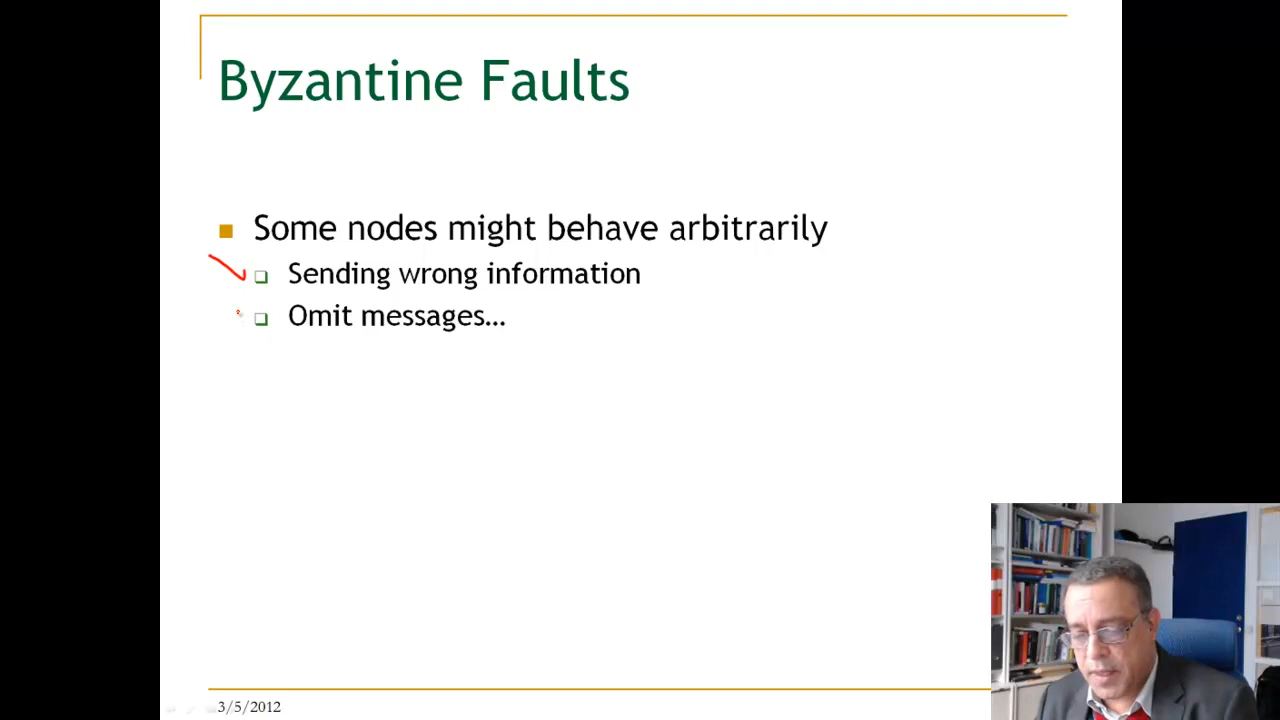 Byzantine Faults
Some nodes might behave arbitrarily
Sending wrong information
Omit messages…
3/5/2012